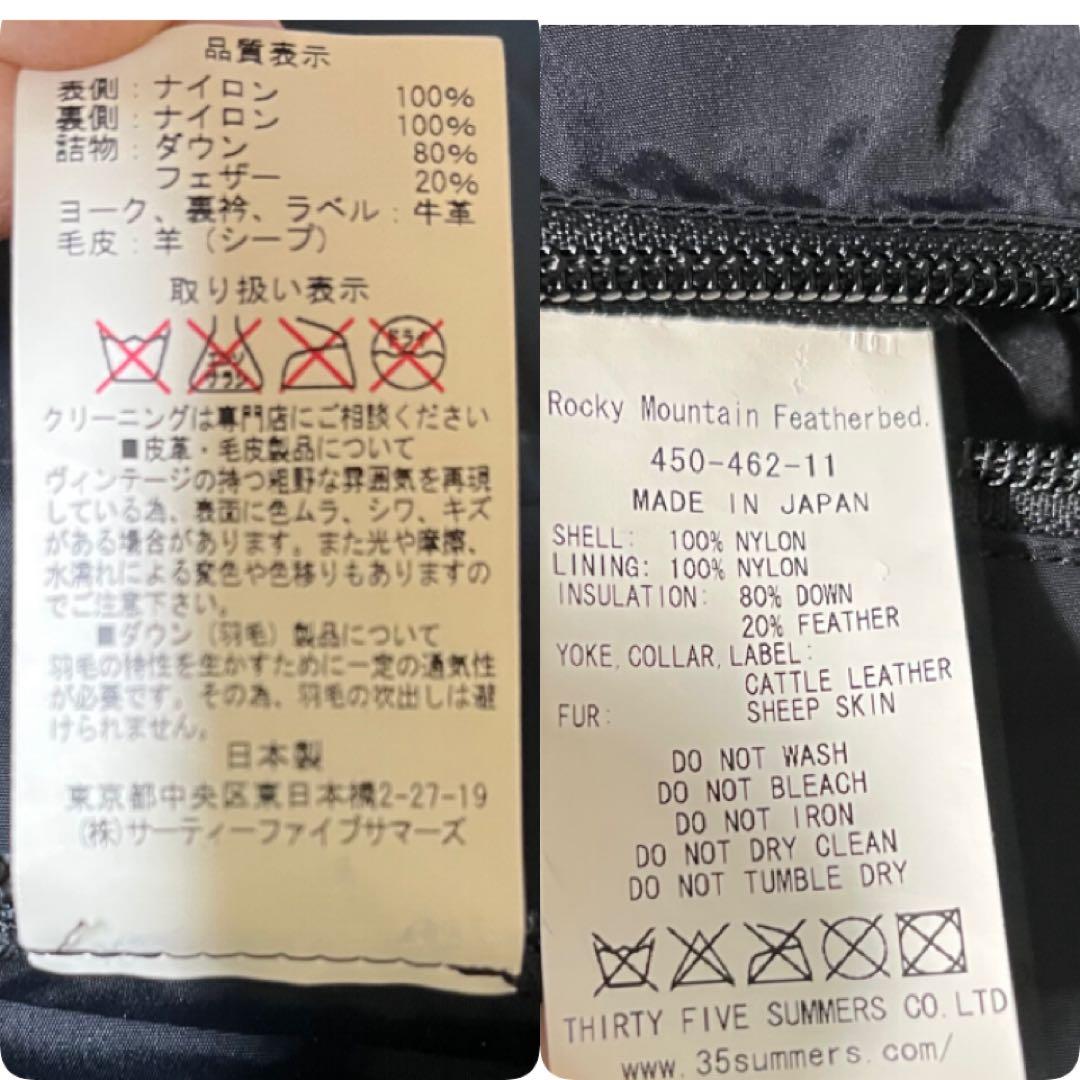 品質表示
表側：ナイロン 100%
裏側：ナイロン 100%
詰物：ダウン 80%
フェザー 20%
ヨーク、裏衿、ラベル：牛革
毛皮：羊（シープ）
取り扱い表示
エンソ サラシ ドライ
クリーニングは専門店にご相談ください
■皮革・毛皮製品について
ヴィンテージの持つ粗野な雰囲気を再現
している為、表面に色ムラ、シワ、キズ
がある場合があります。また光や摩擦、
水濡れによる変色や色移りもありますの
でご注意下さい。
■ダウン（羽毛）製品について
羽毛の特性を生かすために一定の通気性
が必要です。その為、羽毛の吹出しは避
けられません。
日本製
東京都中央区東日本橋2-27-19
（株）サーティーファイブサマーズ
Rocky Mountain Featherbed.
450-462-11
MADE IN JAPAN
SHELL: 100% NYLON
LINING: 100% NYLON
INSULATION: 80% DOWN
20% FEATHER
YOKE, COLLAR, LABEL:
CATTLE LEATHER
FUR: SHEEP SKIN
DO NOT WASH
DO NOT BLEACH
DO NOT IRON
DO NOT DRY CLEAN
DO NOT TUMBLE DRY
THIRTY FIVE SUMMERS CO. LTD
www.35summers.com/